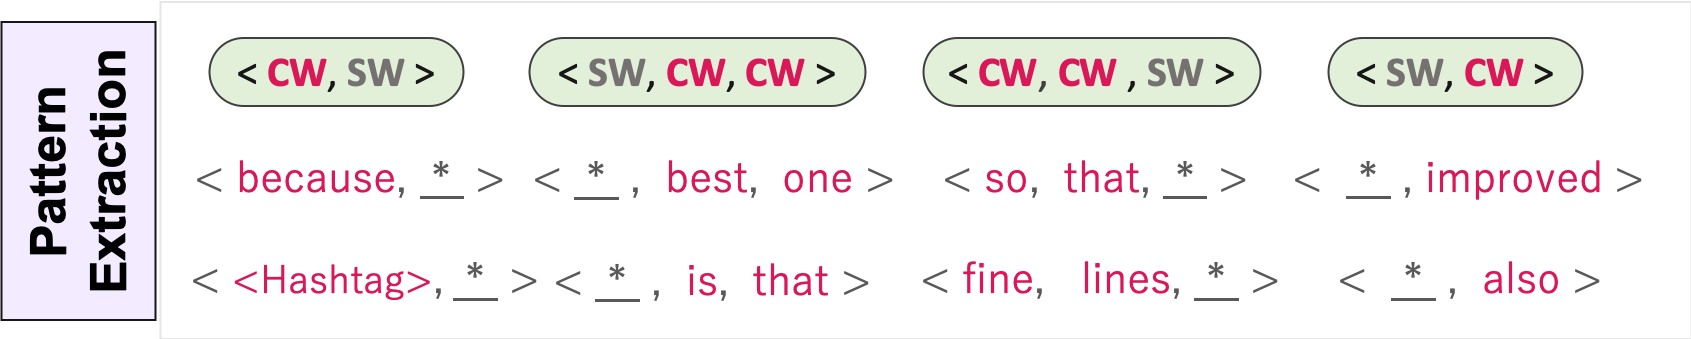 Pattern
Extraction
< CW, SW > < SW, CW, CW > < CW, CW , SW > < SW, CW >
< because, * > < * , best, one > < so, that, * > < * , improved >
< <Hashtag>, * > < * , is, that > < fine, lines, * > < * , also >